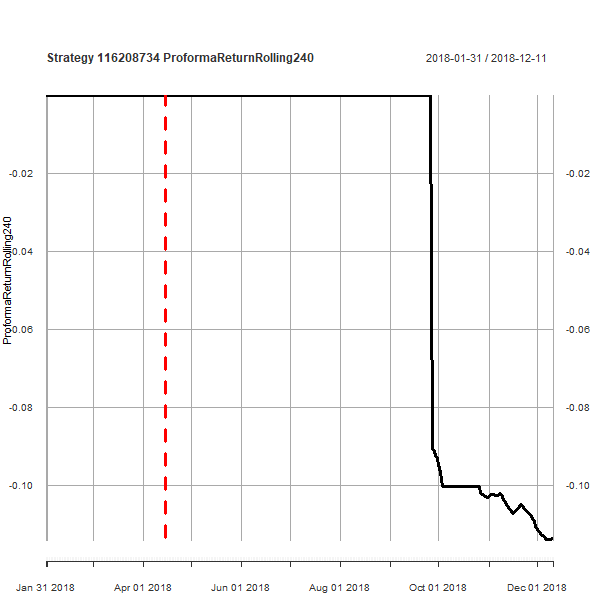 Strategy 116208734 ProformaReturnRolling240
2018-01-31 / 2018-12-11
ProformaReturnRolling240
-0.02
-0.04
-0.06
-0.08
-0.10
-0.02
-0.04
-0.06
-0.08
-0.10
Jan 31 2018
Apr 01 2018
Jun 01 2018
Aug 01 2018
Oct 01 2018
Dec 01 2018